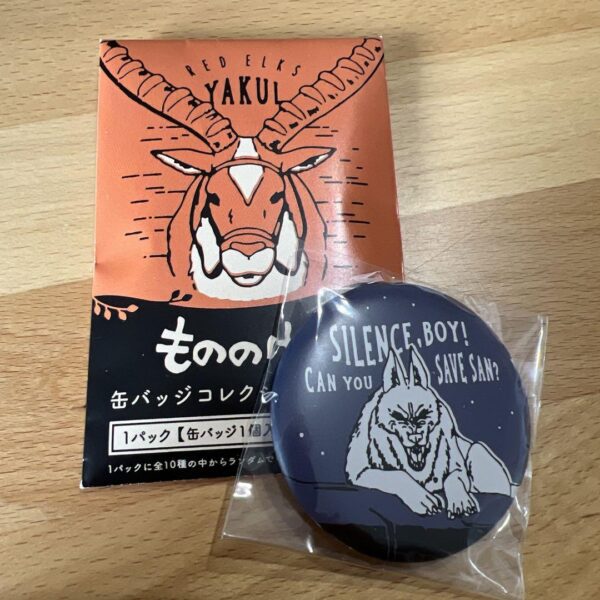 RED ELKS
YAKUL
もののけ
缶バッジコレク
1パック【缶バッジ1個入
1パックに全10種の中からランダムで
SILENCE, BOY!
CAN YOU SAVE SAN?